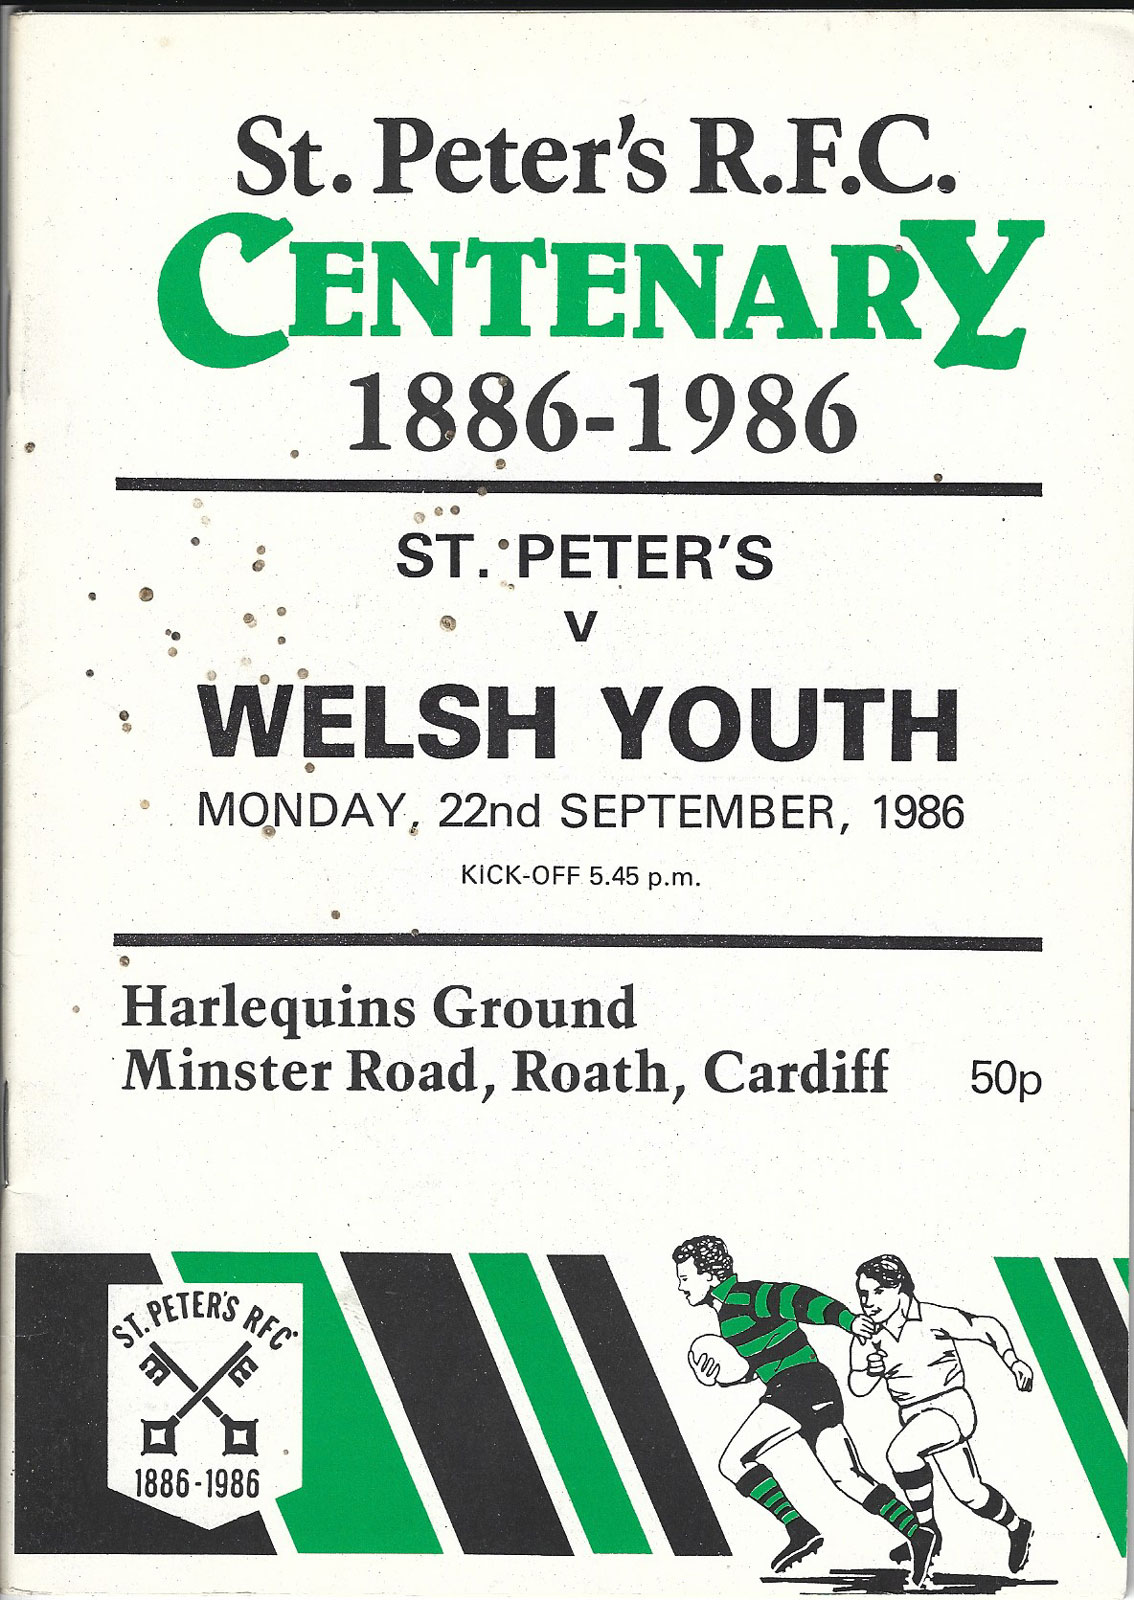 St. Peter's R.F.C.
CENTENARY
1886-1986
ST. PETER'S
v
WELSH YOUTH
MONDAY, 22nd SEPTEMBER, 1986
KICK-OFF 5.45 p.m.
Harlequins Ground
Minster Road, Roath, Cardiff 50p
ST. PETER'S RFC
1886-1986